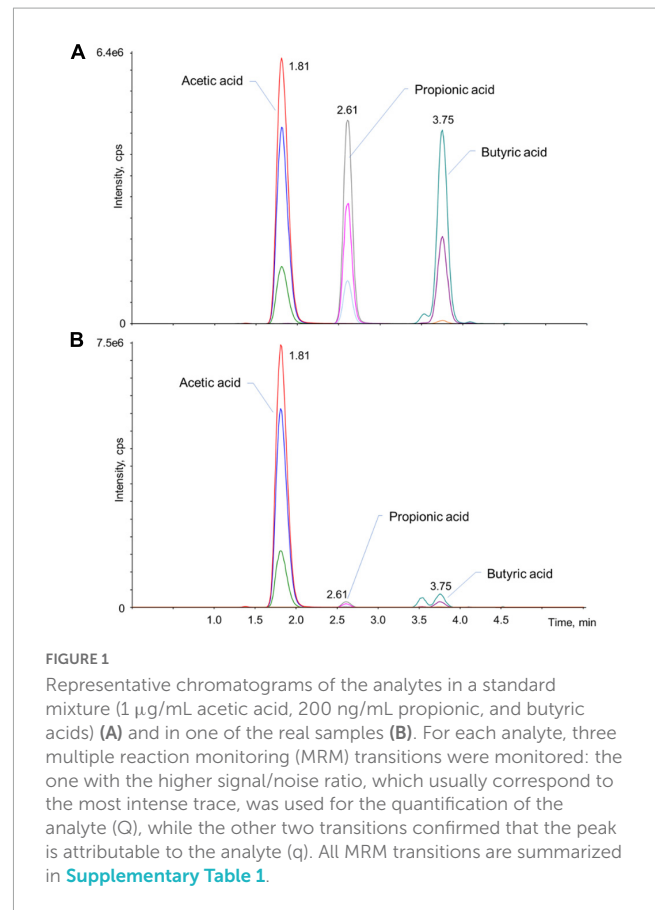 A
6.4e6
Acetic acid
1.81
2.61
Propionic acid
3.75
Butyric acid
Intensity, cps
0
B
7.5e6
1.81
Acetic acid
Intensity, cps
Propionic acid
2.61
3.75
Butyric acid
0
1.0 1.5 2.0 2.5 3.0 3.5 4.0 4.5 Time, min
FIGURE 1
Representative chromatograms of the analytes in a standard
mixture (1 μg/mL acetic acid, 200 ng/mL propionic, and butyric
acids) (A) and in one of the real samples (B). For each analyte, three
multiple reaction monitoring (MRM) transitions were monitored: the
one with the higher signal/noise ratio, which usually correspond to
the most intense trace, was used for the quantification of the
analyte (Q), while the other two transitions confirmed that the peak
is attributable to the analyte (q). All MRM transitions are summarized
in Supplementary Table 1.